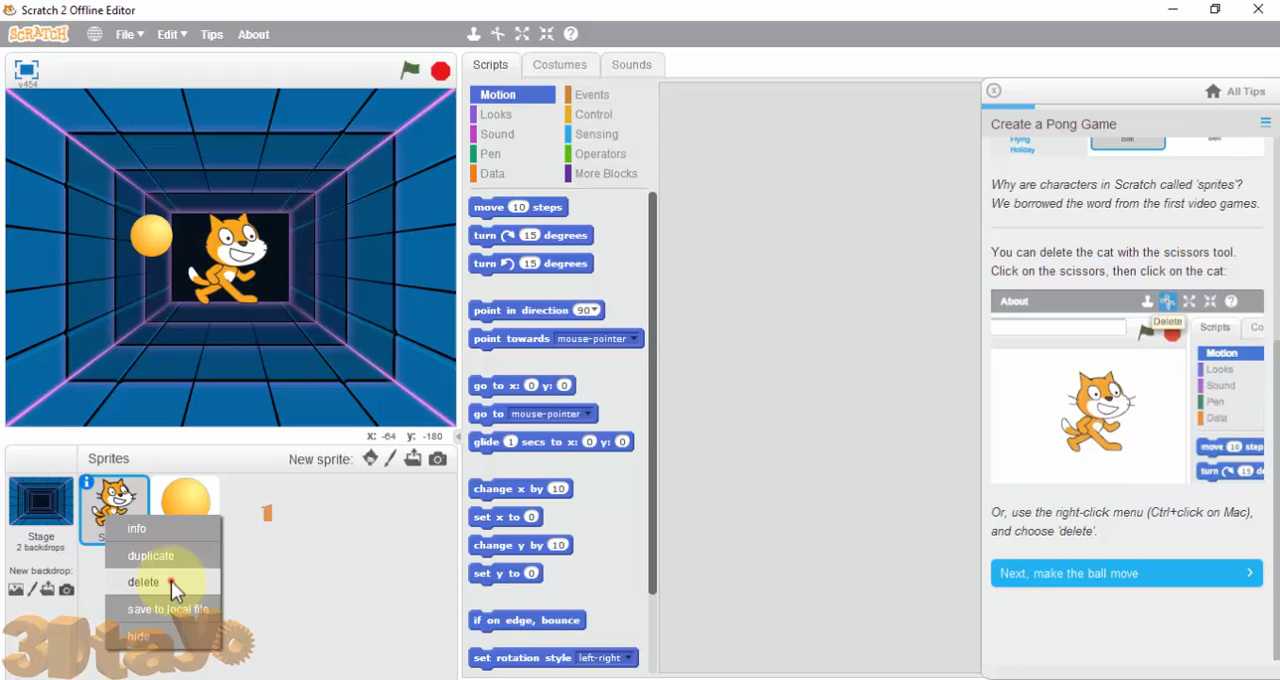 Scratch 2 Offline Editor
SCRATCH File Edit Tips About
v454
Scripts Costumes Sounds
Motion Events
Looks Control
Sound Sensing
Pen Operators
Data More Blocks
move 10 steps
turn 15 degrees
turn 15 degrees
point in direction 90
point towards mouse-pointer
go to x: 0 y: 0
go to mouse-pointer
glide 1 secs to x: 0 y: 0
change x by 10
set x to 0
change y by 10
set y to 0
if on edge, bounce
set rotation style left-right
X: -64 y: -180
Sprites New sprite:
Stage
2 backdrops
New backdrop:
info
duplicate
delete
save to local file
hide
31tavo
All Tips
Create a Pong Game
Flying
Holiday
Ball
Why are characters in Scratch called 'sprites'?
We borrowed the word from the first video games.
You can delete the cat with the scissors tool.
Click on the scissors, then click on the cat:
About
Delete
Scripts Co
Motion
Looks
Sound
Pen
Data
move 10 step
turn 15 de
Or, use the right-click menu (Ctrl+click on Mac),
and choose 'delete'.
Next, make the ball move